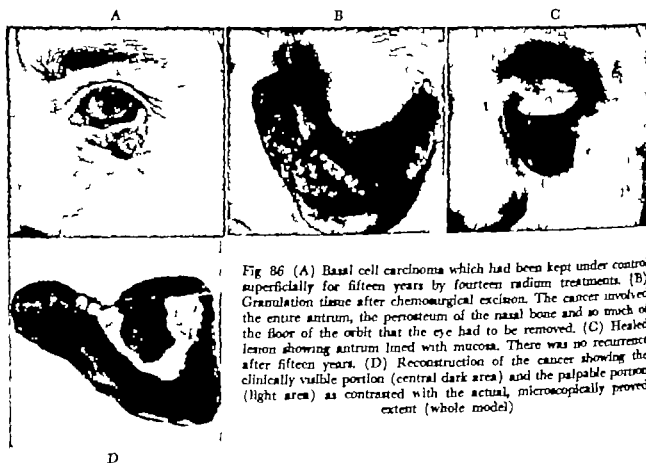 A
B
C
Fig 86 (A) Basal cell carcinoma which had been kept under control
superficially for fifteen years by fourteen radium treatments. (B)
Granulation tissue after chemosurgical excision. The cancer involved
the entire antrum, the periosteum of the nasal bone and so much of
the floor of the orbit that the eye had to be removed. (C) Healed
lesion showing antrum lined with mucosa. There was no recurrence
after fifteen years. (D) Reconstruction of the cancer showing the
clinically visible portion (central dark area) and the palpable portion
(light area) as contrasted with the actual, microscopically proved
extent (whole model)
D